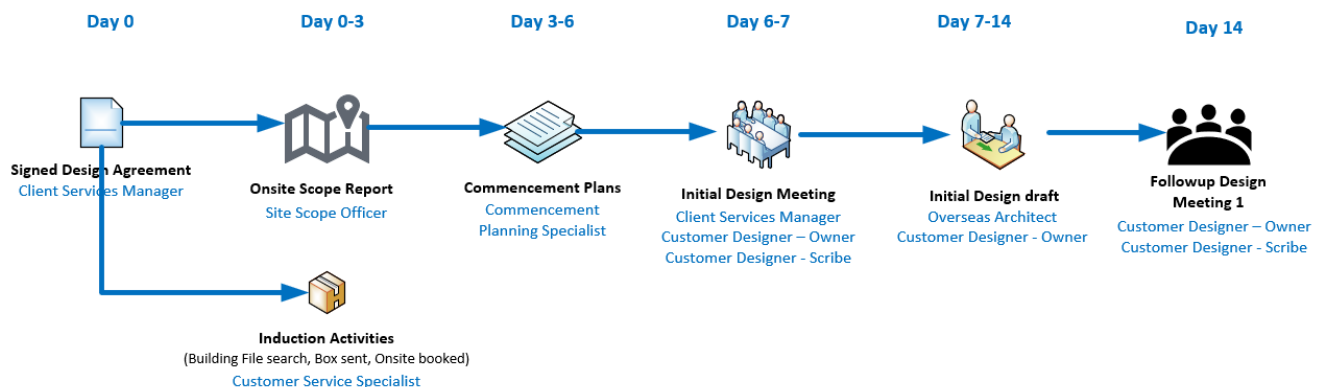 Day 0
Day 0-3
Day 3-6
Day 6-7
Day 7-14
Day 14
Signed Design Agreement
Client Services Manager
Onsite Scope Report
Site Scope Officer
Commencement Plans
Commencement
Planning Specialist
Initial Design Meeting
Client Services Manager
Customer Designer – Owner
Customer Designer - Scribe
Initial Design draft
Overseas Architect
Customer Designer - Owner
Followup Design
Meeting 1
Customer Designer – Owner
Customer Designer - Scribe
Induction Activities
(Building File search, Box sent, Onsite booked)
Customer Service Specialist